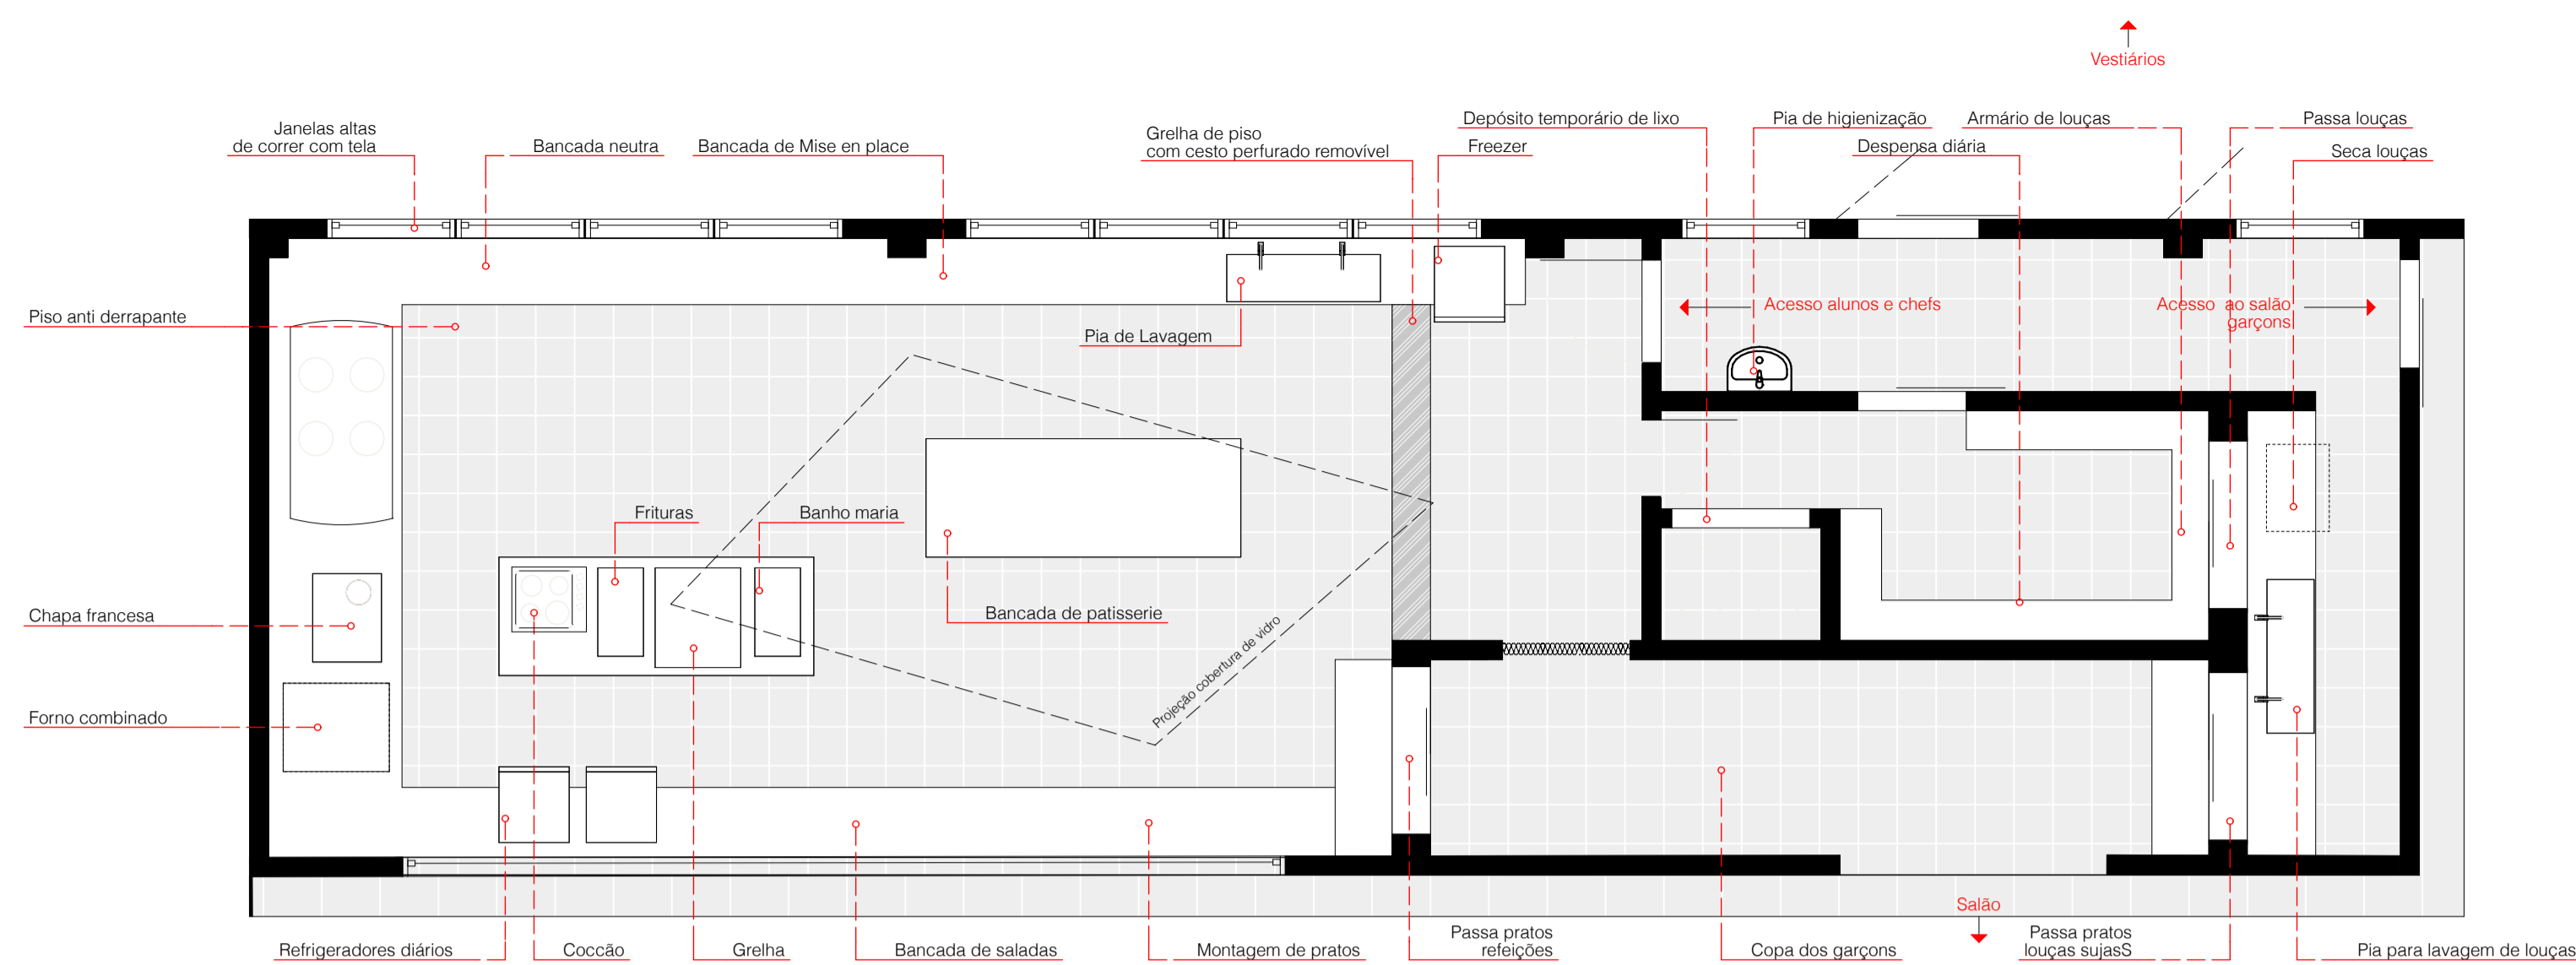 Vestiários
Janelas altas
de correr com tela
Bancada neutra
Bancada de Mise en place
Grelha de piso
com cesto perfurado removível
Depósito temporário de lixo
Freezer
Pia de higienização
Armário de louças
Despensa diária
Passa louças
Seca louças
Piso anti derrapante
Pia de Lavagem
Acesso alunos e chefs
Acesso ao salão
garçons
Frituras
Banho maria
Bancada de patisserie
Chapa francesa
Projeção cobertura de vidro
Forno combinado
Salão
Refrigeradores diários
Coccão
Grelha
Bancada de saladas
Montagem de pratos
Passa pratos
refeições
Copa dos garçons
Passa pratos
louças sujasS
Pia para lavagem de louças